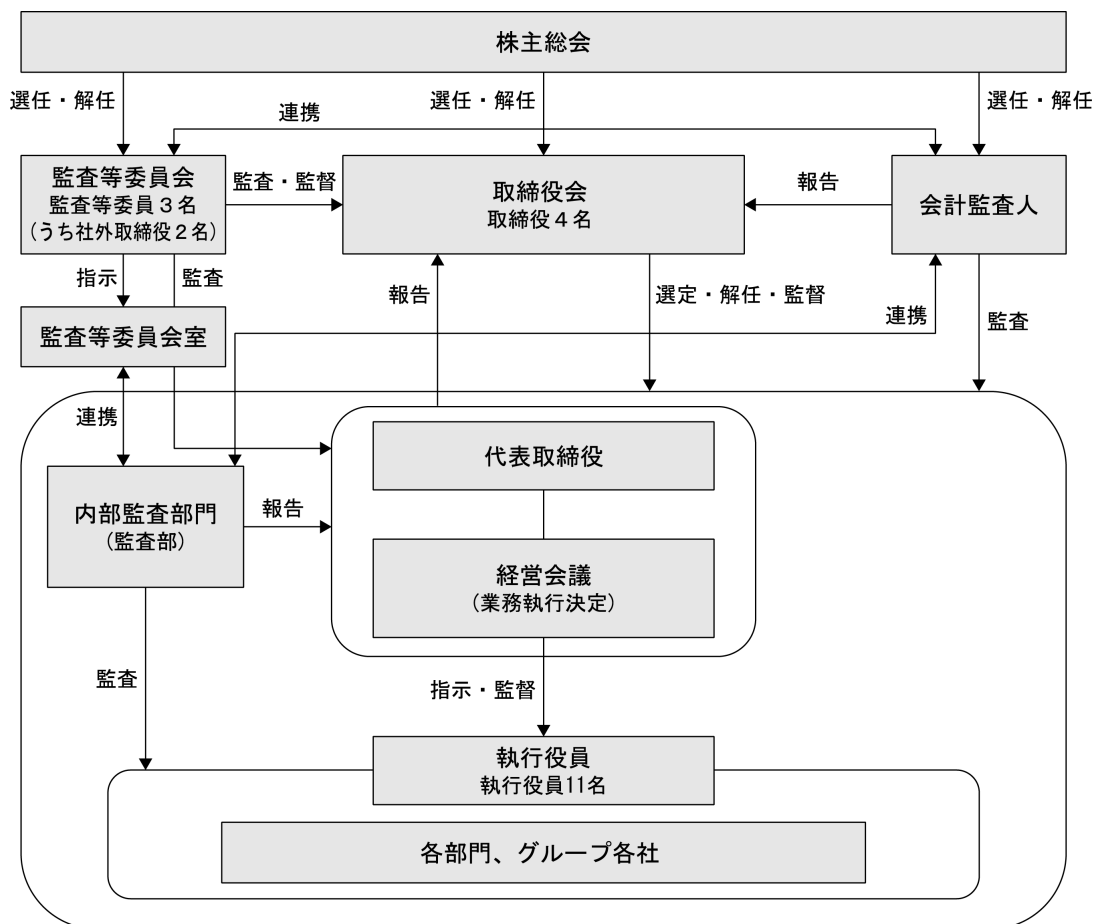 株主総会
選任・解任
選任・解任
選任・解任
連携
監査等委員会
監査等委員3名
(うち社外取締役2名)
監査・監督
取締役会
取締役4名
報告
会計監査人
指示
監査
報告
選定・解任・監督
連携
監査
監査等委員会室
連携
代表取締役
内部監査部門
(監査部)
報告
経営会議
(業務執行決定)
監査
指示・監督
執行役員
執行役員11名
各部門、グループ各社